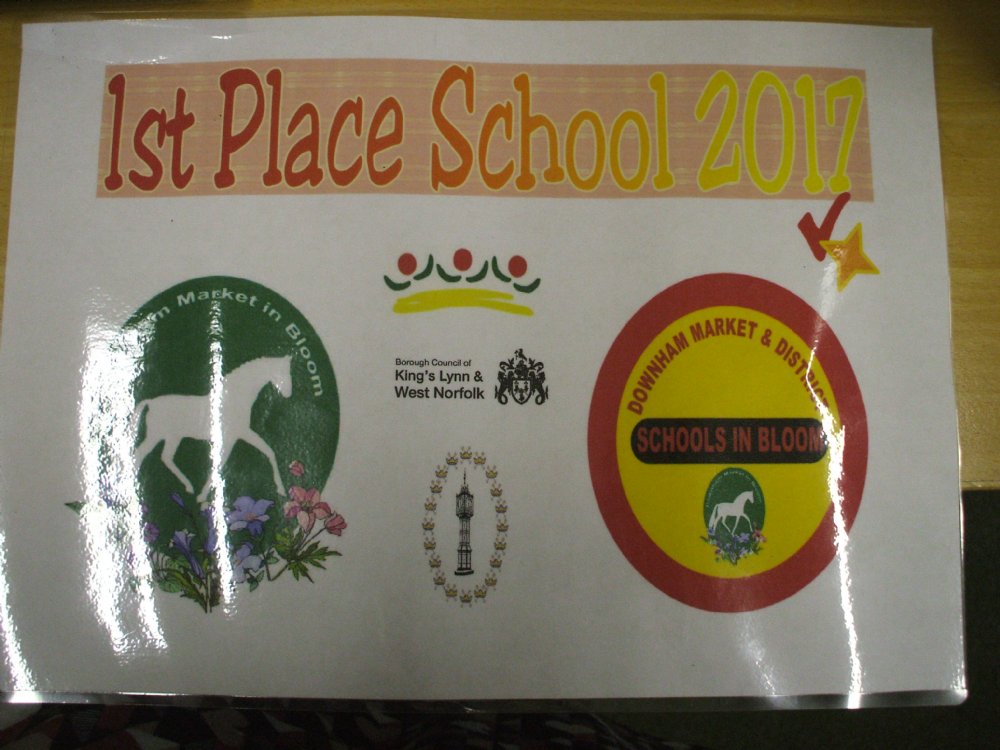 1st Place School 2017
Market in Bloom
Borough Council of
King's Lynn &
West Norfolk
DOWNHAM MARKET & DISTRICT
SCHOOLS IN BLOOM